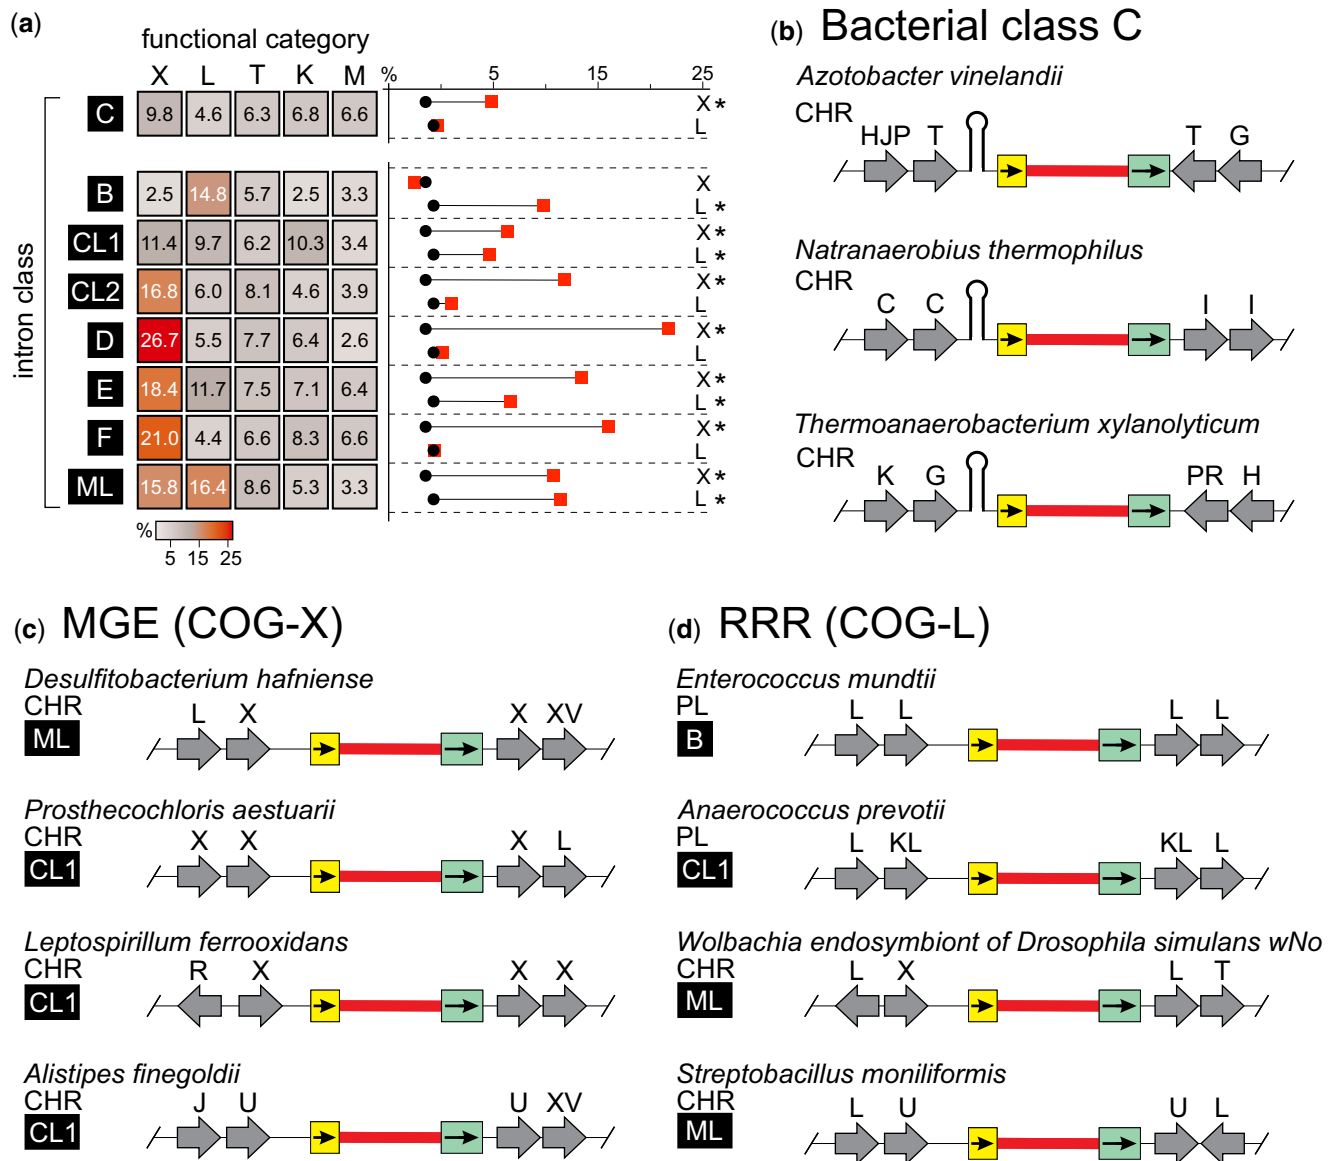 (a)
functional category
X L T K M
% 5 15 25
intron class
C 9.8 4.6 6.3 6.8 6.6 X *
L
B 2.5 14.8 5.7 2.5 3.3 X
L *
CL1 11.4 9.7 6.2 10.3 3.4 X *
L *
CL2 16.8 6.0 8.1 4.6 3.9 X *
L
D 26.7 5.5 7.7 6.4 2.6 X *
L
E 18.4 11.7 7.5 7.1 6.4 X *
L *
F 21.0 4.4 6.6 8.3 6.6 X *
L
ML 15.8 16.4 8.6 5.3 3.3 X *
L *
%
5 15 25
(b) Bacterial class C
Azotobacter vinelandii
CHR
HJP T T G
Natranaerobius thermophilus
CHR
C C I I
Thermoanaerobacterium xylanolyticum
CHR
K G PR H
(c) MGE (COG-X)
Desulfitobacterium hafniense
CHR
L X X XV
ML
Prosthecochloris aestuarii
CHR
X X X L
CL1
Leptospirillum ferrooxidans
CHR
R X X X
CL1
Alistipes finegoldii
CHR
J U U XV
CL1
(d) RRR (COG-L)
Enterococcus mundtii
PL
L L L L
B
Anaerococcus prevotii
PL
L KL KL L
CL1
Wolbachia endosymbiont of Drosophila simulans wNo
CHR
L X L T
ML
Streptobacillus moniliformis
CHR
L U U L
ML